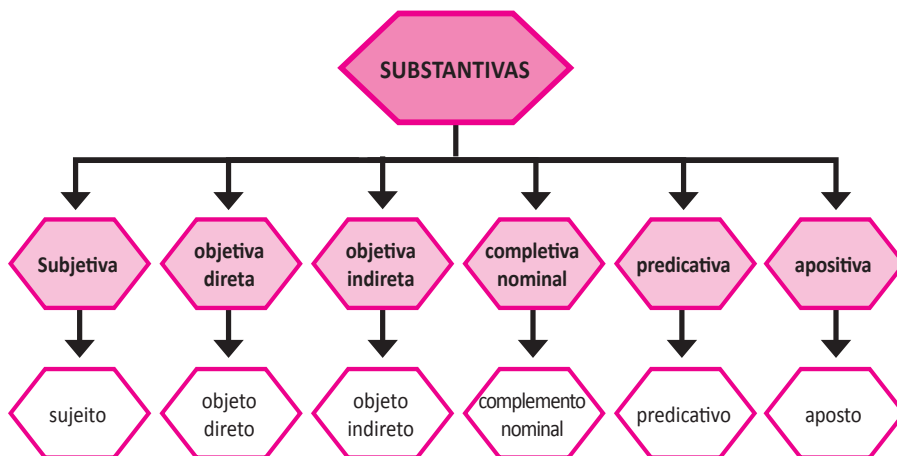 SUBSTANTIVAS
Subjetiva
objetiva
direta
objetiva
indireta
completiva
nominal
predicativa
apositiva
sujeito
objeto
direto
objeto
indireto
complemento
nominal
predicativo
aposto